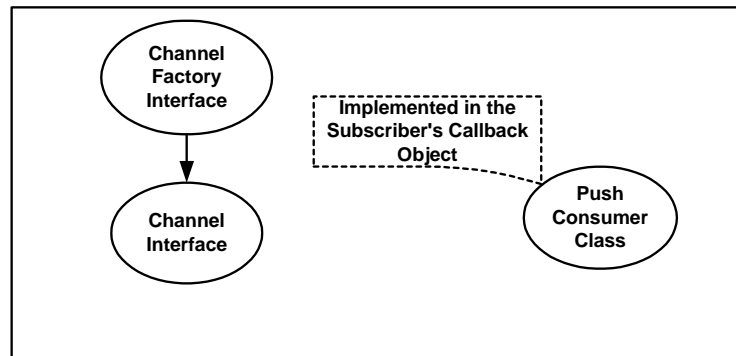 Channel
Factory
Interface
Implemented in the
Subscriber's Callback
Object
Channel
Interface
Push
Consumer
Class